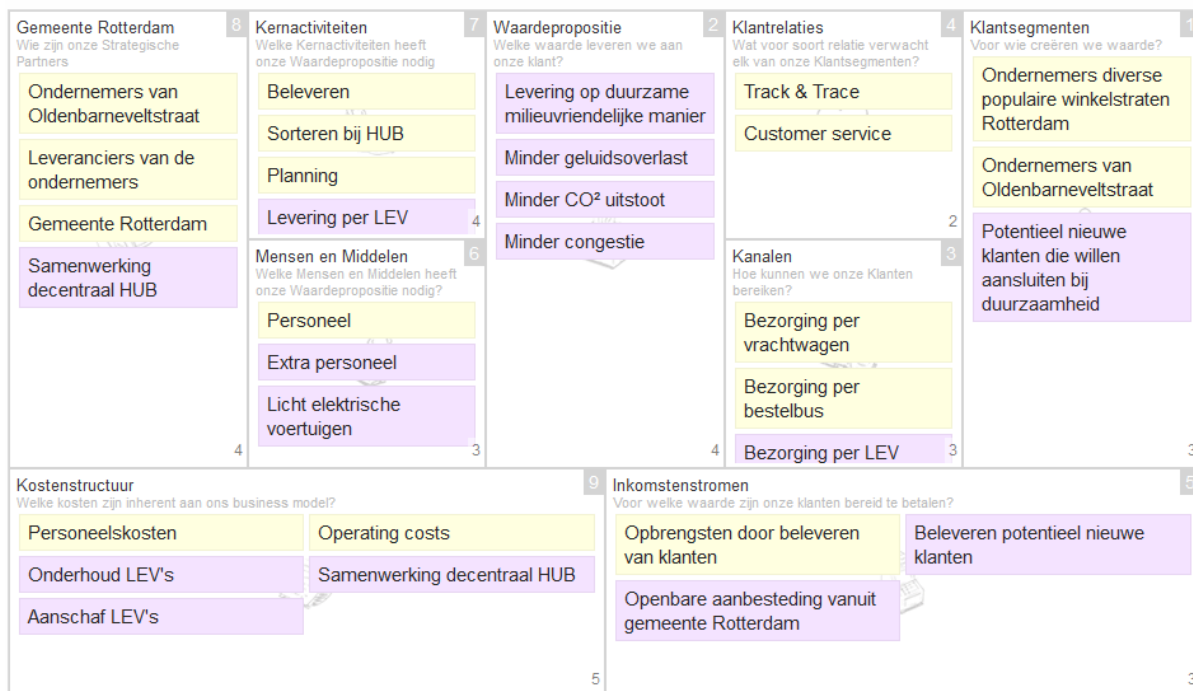 Gemeente Rotterdam
8
Wie zijn onze Strategische
Partners
Ondernemers van
Oldenbarneveltstraat
Leveranciers van de
ondernemers
Gemeente Rotterdam
Samenwerking
decentraal HUB
4
Kernactiviteiten
7
Welke Kernactiviteiten heeft
onze Waardepropositie nodig
Beleveren
Sorteren bij HUB
Planning
Levering per LEV
4
Mensen en Middelen
6
Welke Mensen en Middelen heeft
onze Waardepropositie nodig?
Personeel
Extra personeel
Licht elektrische
voertuigen
3
Waardepropositie
2
Welke waarde leveren we aan
onze klant?
Levering op duurzame
milieuvriendelijke manier
Minder geluidsoverlast
Minder CO² uitstoot
Minder congestie
4
Klantrelaties
4
Wat voor soort relatie verwacht
elk van onze Klantsegmenten?
Track & Trace
Customer service
2
Kanalen
3
Hoe kunnen we onze Klanten
bereiken?
Bezorging per
vrachtwagen
Bezorging per
bestelbus
Bezorging per LEV
3
Klantsegmenten
1
Voor wie creëren we waarde?
Ondernemers diverse
populaire winkelstraten
Rotterdam
Ondernemers van
Oldenbarneveltstraat
Potentieel nieuwe
klanten die willen
aansluiten bij
duurzaamheid
3
Kostenstructuur
9
Welke kosten zijn inherent aan ons business model?
Personeelskosten
Operating costs
Onderhoud LEV's
Samenwerking decentraal HUB
Aanschaf LEV's
5
Inkomstenstromen
5
Voor welke waarde zijn onze klanten bereid te betalen?
Opbrengsten door beleveren
van klanten
Beleveren potentieel nieuwe
klanten
Openbare aanbesteding vanuit
gemeente Rotterdam
3